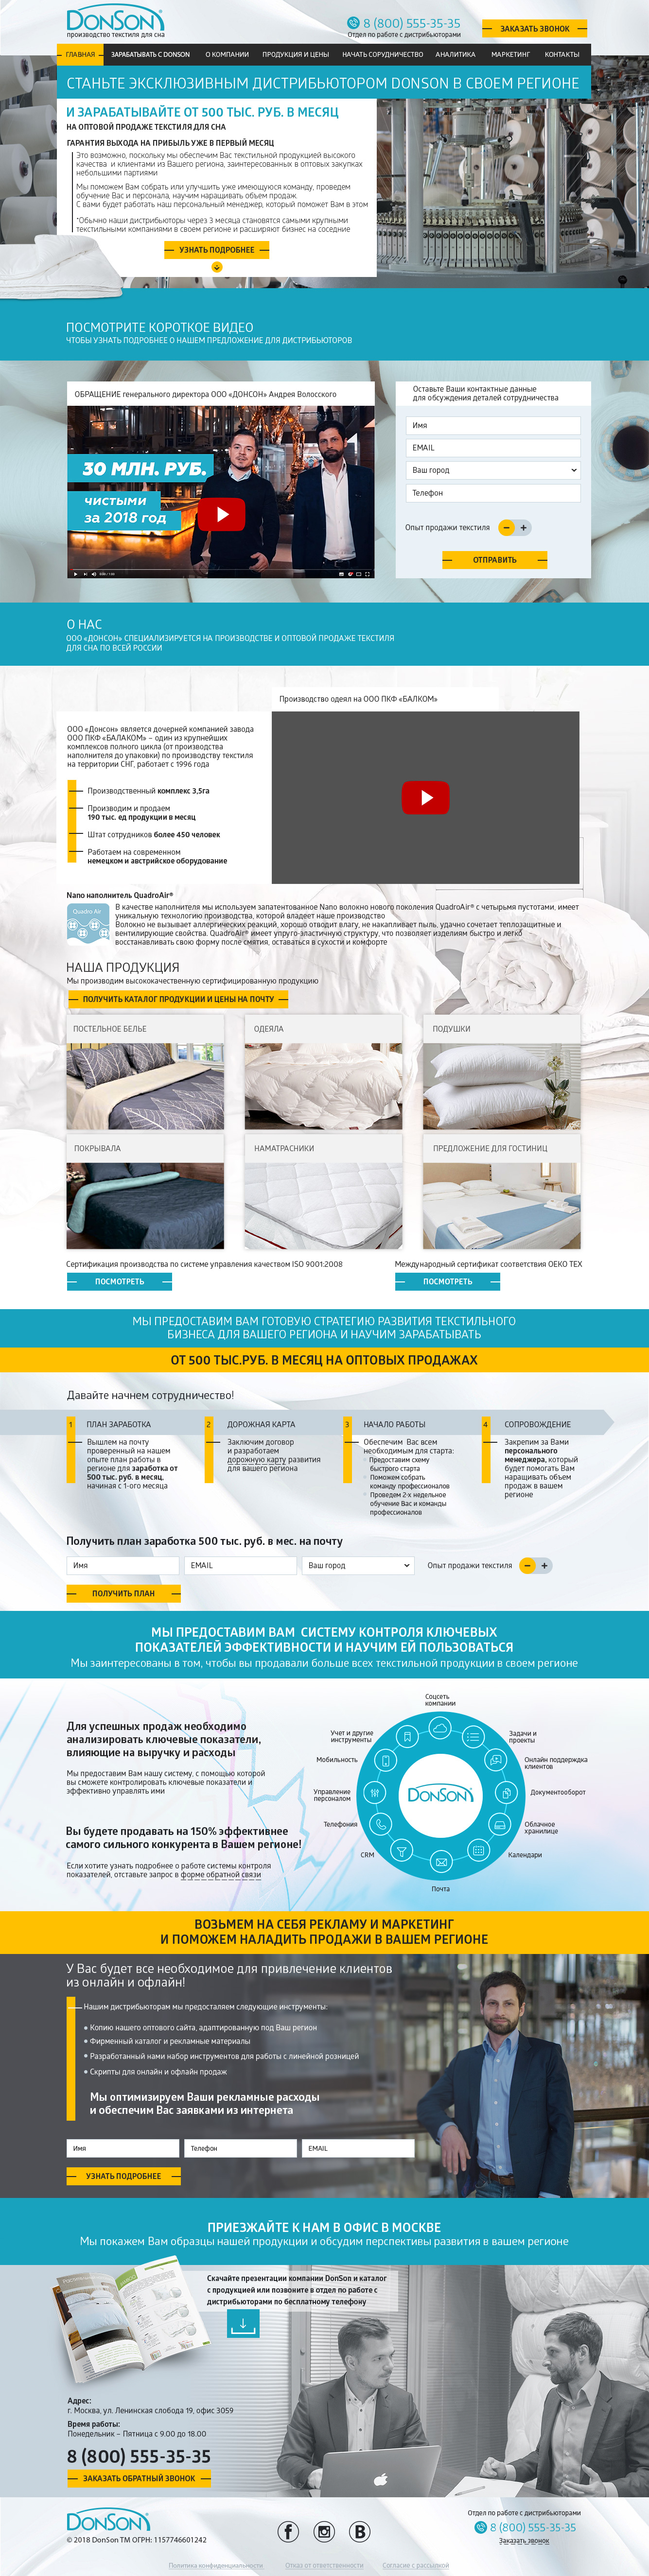 DONSON
производство текстиля для сна
8 (800) 555-35-35
Отдел по работе с дистрибьюторами
ЗАКАЗАТЬ ЗВОНОК
ГЛАВНАЯ ЗАРАБАТЫВАТЬ С DONSON О КОМПАНИИ ПРОДУКЦИЯ И ЦЕНЫ НАЧАТЬ СОРУДНИЧЕСТВО АНАЛИТИКА МАРКЕТИНГ КОНТАКТЫ
СТАНЬТЕ ЭКСКЛЮЗИВНЫМ ДИСТРИБЬЮТОРОМ DONSON В СВОЕМ РЕГИОНЕ
И ЗАРАБАТЫВАЙТЕ ОТ 500 ТЫС. РУБ. В МЕСЯЦ
НА ОПТОВОЙ ПРОДАЖЕ ТЕКСТИЛЯ ДЛЯ СНА
ГАРАНТИЯ ВЫХОДА НА ПРИБЫЛЬ УЖЕ В ПЕРВЫЙ МЕСЯЦ
Это возможно, поскольку мы обеспечим Вас текстильной продукцией высокого
качества и клиентами из Вашего региона, заинтересованных в оптовых закупках
небольшими партиями
Мы поможем Вам собрать или улучшить уже имеющуюся команду, проведем
обучение Вас и персонала, научим наращивать объем продаж.
С вами будет работать наш персональный менеджер, который поможет Вам в этом
*Обычно наши дистрибьюторы через 3 месяца становятся самыми крупными
текстильными компаниями в своем регионе и расширяют бизнес на соседние
УЗНАТЬ ПОДРОБНЕЕ
ПОСМОТРИТЕ КОРОТКОЕ ВИДЕО
ЧТОБЫ УЗНАТЬ ПОДРОБНЕЕ О НАШЕМ ПРЕДЛОЖЕНИЕ ДЛЯ ДИСТРИБЬЮТОРОВ
ОБРАЩЕНИЕ генерального директора ООО «ДОНСОН» Андрея Волосского
30 МЛН. РУБ.
чистыми
за 2018 год
Оставьте Ваши контактные данные
для обсуждения деталей сотрудничества
Имя
EMAIL
Ваш город
Телефон
Опыт продажи текстиля
ОТПРАВИТЬ
О НАС
ООО «ДОНСОН» СПЕЦИАЛИЗИРУЕТСЯ НА ПРОИЗВОДСТВЕ И ОПТОВОЙ ПРОДАЖЕ ТЕКСТИЛЯ
ДЛЯ СНА ПО ВСЕЙ РОССИИ
Производство одеял на ООО ПКФ «БАЛКОМ»
ООО «Донсон» является дочерней компанией завода
ООО ПКФ «БАЛАКОМ» – один из крупнейших
комплексов полного цикла (от производства
наполнителя до упаковки) по производству текстиля
на территории СНГ, работает с 1996 года
Производственный комплекс 3,5га
Производим и продаем
190 тыс. ед продукции в месяц
Штат сотрудников более 450 человек
Работаем на современном
немецком и австрийское оборудование
Nano наполнитель QuadroAir®
Quadro Air
В качестве наполнителя мы используем запатентованное Nano волокно нового поколения QuadroAir® с четырьмя пустотами, имеет
уникальную технологию производства, которой владеет наше производство
Волокно не вызывает аллергических реакций, хорошо отводит влагу, не накапливает пыль, удачно сочетает теплозащитные и
вентилирующие свойства. QuadroAir® имеет упруго-эластичную структуру, что позволяет изделиям быстро и легко
восстанавливать свою форму после смятия, оставаться в сухости и комфорте
НАША ПРОДУКЦИЯ
Мы производим высококачественную сертифицированную продукцию
ПОЛУЧИТЬ КАТАЛОГ ПРОДУКЦИИ И ЦЕНЫ НА ПОЧТУ
ПОСТЕЛЬНОЕ БЕЛЬЕ
ОДЕЯЛА
ПОДУШКИ
ПОКРЫВАЛА
НАМАТРАСНИКИ
ПРЕДЛОЖЕНИЕ ДЛЯ ГОСТИНИЦ
Сертификация производства по системе управления качеством ISO 9001:2008
ПОСМОТРЕТЬ
Международный сертификат соответствия ОЕКО ТЕХ
ПОСМОТРЕТЬ
МЫ ПРЕДОСТАВИМ ВАМ ГОТОВУЮ СТРАТЕГИЮ РАЗВИТИЯ ТЕКСТИЛЬНОГО
БИЗНЕСА ДЛЯ ВАШЕГО РЕГИОНА И НАУЧИМ ЗАРАБАТЫВАТЬ
ОТ 500 ТЫС.РУБ. В МЕСЯЦ НА ОПТОВЫХ ПРОДАЖАХ
Давайте начнем сотрудничество!
1 ПЛАН ЗАРАБОТКА
Вышлем на почту
проверенный на нашем
опыте план работы в
регионе для заработка от
500 тыс. руб. в месяц,
начиная с 1-ого месяца
2 ДОРОЖНАЯ КАРТА
Заключим договор
и разработаем
дорожную карту развития
для вашего региона
3 НАЧАЛО РАБОТЫ
Обеспечим Вас всем
необходимым для старта:
Предоставим схему
быстрого старта
Поможем собрать
команду профессионалов
Проведем 2-х недельное
обучение Вас и команды
профессионалов
4 СОПРОВОЖДЕНИЕ
Закрепим за Вами
персонального
менеджера, который
будет помогать Вам
наращивать объем
продаж в вашем
регионе
Получить план заработка 500 тыс. руб. в мес. на почту
Имя
EMAIL
Ваш город
Опыт продажи текстиля
ПОЛУЧИТЬ ПЛАН
МЫ ПРЕДОСТАВИМ ВАМ СИСТЕМУ КОНТРОЛЯ КЛЮЧЕВЫХ
ПОКАЗАТЕЛЕЙ ЭФФЕКТИВНОСТИ И НАУЧИМ ЕЙ ПОЛЬЗОВАТЬСЯ
Мы заинтересованы в том, чтобы вы продавали больше всех текстильной продукции в своем регионе
Для успешных продаж необходимо
анализировать ключевые показатели,
влияющие на выручку и расходы
Мы предоставим Вам нашу систему, с помощью которой
вы сможете контролировать ключевые показатели и
эффективно управлять ими
Вы будете продавать на 150% эффективнее
самого сильного конкурента в Вашем регионе!
Если хотите узнать подробнее о работе системы контроля
показателей, отставьте запрос в форме обратной связи
Соцсеть
компании
Учет и другие
инструменты
Задачи и
проекты
Мобильность
Онлайн поддерждка
клиентов
Управление
персоналом
Документооборот
DONSON
Телефония
Облачное
хранилище
CRM
Календари
Почта
ВОЗЬМЕМ НА СЕБЯ РЕКЛАМУ И МАРКЕТИНГ
И ПОМОЖЕМ НАЛАДИТЬ ПРОДАЖИ В ВАШЕМ РЕГИОНЕ
У Вас будет все необходимое для привлечение клиентов
из онлайн и офлайн!
Нашим дистрибьюторам мы предосталяем следующие инструменты:
Копию нашего оптового сайта, адаптированную под Ваш регион
Фирменный каталог и рекламные материалы
Разработанный нами набор инструментов для работы с линейной розницей
Скрипты для онлайн и офлайн продаж
Мы оптимизируем Ваши рекламные расходы
и обеспечим Вас заявками из интернета
Имя
Телефон
EMAIL
УЗНАТЬ ПОДРОБНЕЕ
ПРИЕЗЖАЙТЕ К НАМ В ОФИС В МОСКВЕ
Мы покажем Вам образцы нашей продукции и обсудим перспективы развития в вашем регионе
Скачайте презентации компании DonSon и каталог
с продукцией или позвоните в отдел по работе с
дистрибьюторами по бесплатному телефону
Адрес:
г. Москва, ул. Ленинская слобода 19, офис 3059
Время работы:
Понедельник – Пятница с 9.00 до 18.00
8 (800) 555-35-35
ЗАКАЗАТЬ ОБРАТНЫЙ ЗВОНОК
DONSON
© 2018 DonSon TM ОГРН: 1157746601242
Отдел по работе с дистрибьюторами
8 (800) 555-35-35
Заказать звонок
Политика конфиденциальности Отказ от ответственности Согласие с рассылкой